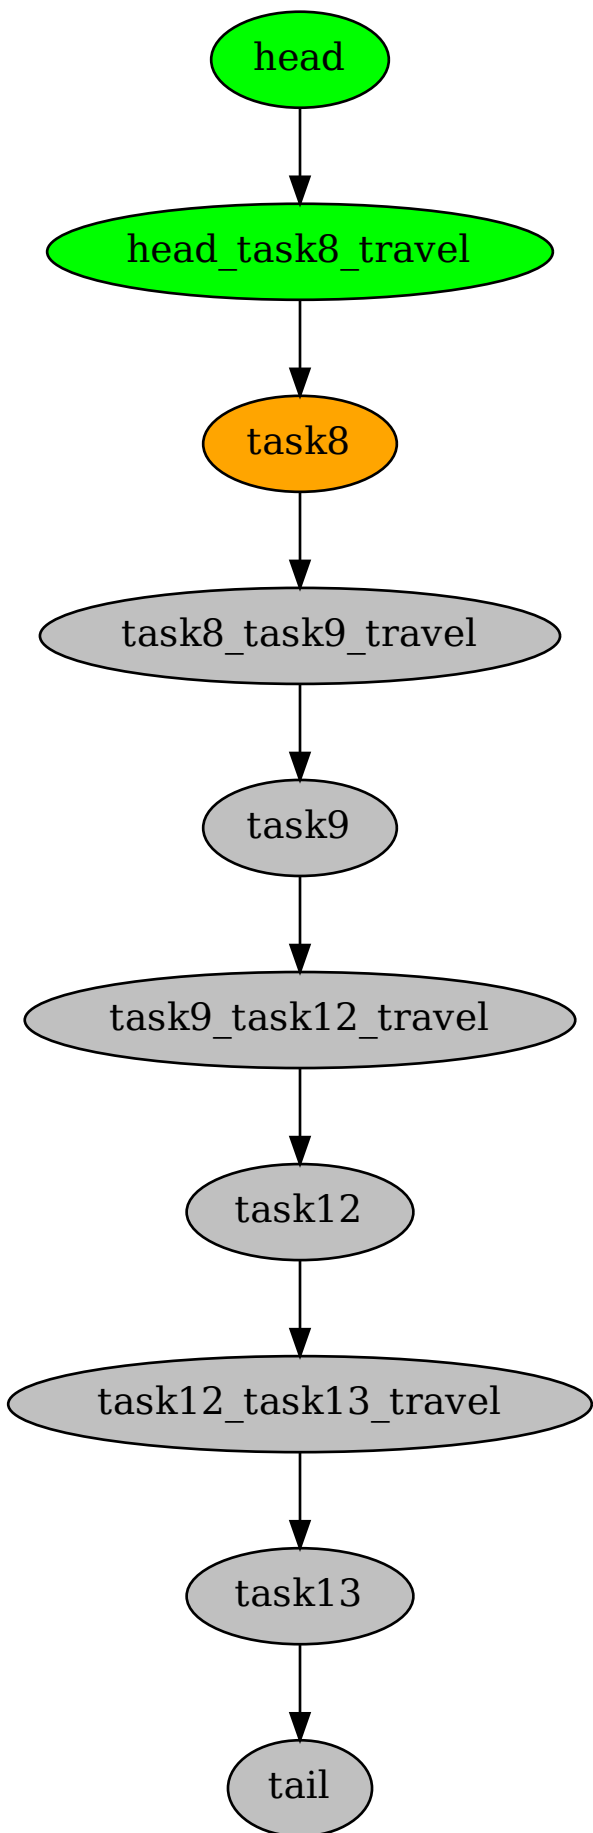 head
head_task8_travel
task8
task8_task9_travel
task9
task9_task12_travel
task12
task12_task13_travel
task13
tail